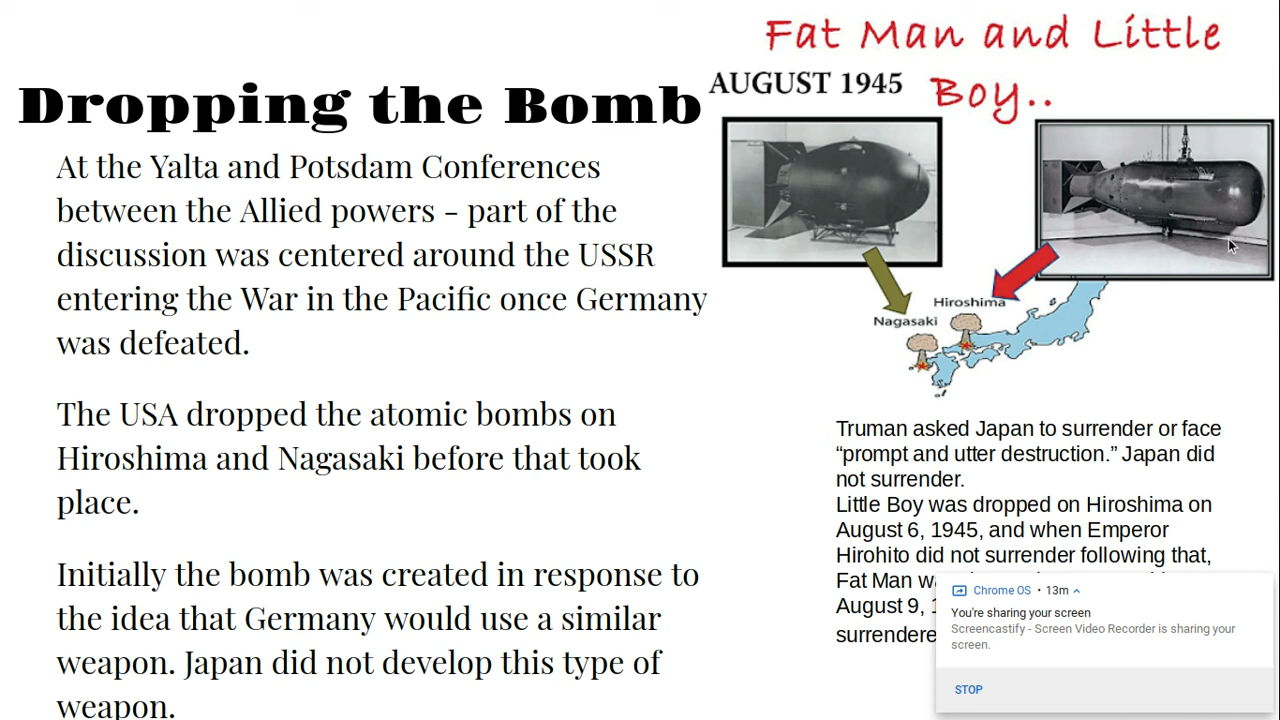 Fat Man and Little
Boy..
AUGUST 1945
Dropping the Bomb
At the Yalta and Potsdam Conferences
between the Allied powers - part of the
discussion was centered around the USSR
entering the War in the Pacific once Germany
was defeated.
The USA dropped the atomic bombs on
Hiroshima and Nagasaki before that took
place.
Initially the bomb was created in response to
the idea that Germany would use a similar
weapon. Japan did not develop this type of
weapon.
Hiroshima
Nagasaki
Truman asked Japan to surrender or face
“prompt and utter destruction.” Japan did
not surrender.
Little Boy was dropped on Hiroshima on
August 6, 1945, and when Emperor
Hirohito did not surrender following that,
Fat Man
August 9,
Chrome OS • 13m
You're sharing your screen
Screencastify - Screen Video Recorder is sharing your
screen.
STOP